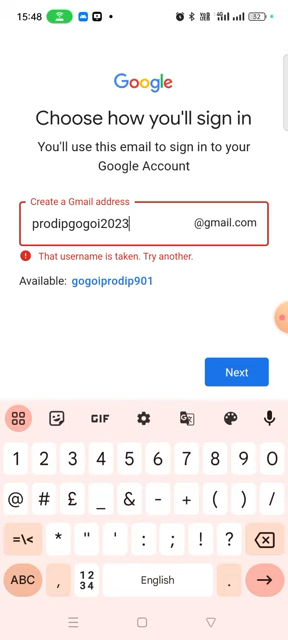 15:48
32
Google
Choose how you'll sign in
You'll use this email to sign in to your
Google Account
Create a Gmail address
prodipgogoi2023
@gmail.com
That username is taken. Try another.
Available: gogoiprodip901
Next
GIF
1 2 3 4 5 6 7 8 9 0
@ # £ _ & - + ( ) /
=\< * " ' : ; ! ?
ABC , 12 34 English .